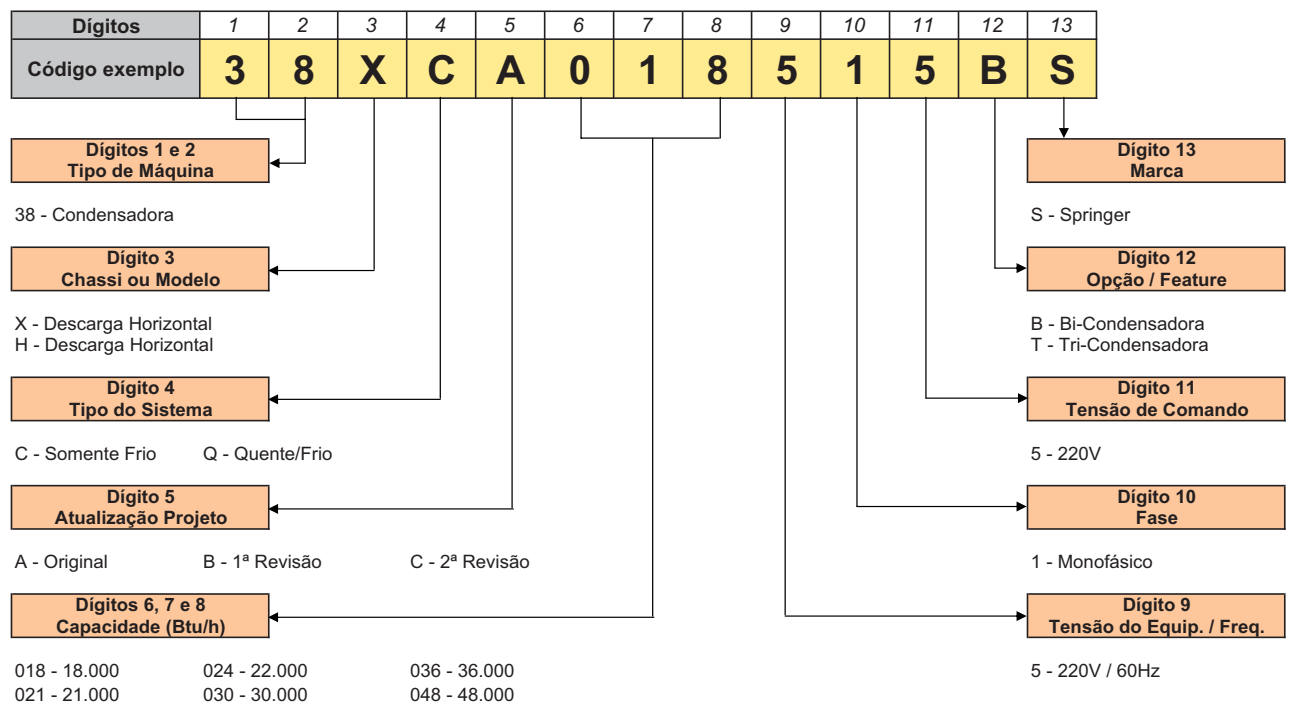 Dígitos 1 2 3 4 5 6 7 8 9 10 11 12 13
Código exemplo 3 8 X C A 0 1 8 5 1 5 B S
Dígitos 1 e 2
Tipo de Máquina
38 - Condensadora
Dígito 3
Chassi ou Modelo
X - Descarga Horizontal
H - Descarga Horizontal
Dígito 4
Tipo do Sistema
C - Somente Frio Q - Quente/Frio
Dígito 5
Atualização Projeto
A - Original B - 1ª Revisão C - 2ª Revisão
Dígitos 6, 7 e 8
Capacidade (Btu/h)
018 - 18.000 024 - 22.000 036 - 36.000
021 - 21.000 030 - 30.000 048 - 48.000
Dígito 13
Marca
S - Springer
Dígito 12
Opção / Feature
B - Bi-Condensadora
T - Tri-Condensadora
Dígito 11
Tensão de Comando
5 - 220V
Dígito 10
Fase
1 - Monofásico
Dígito 9
Tensão do Equip. / Freq.
5 - 220V / 60Hz